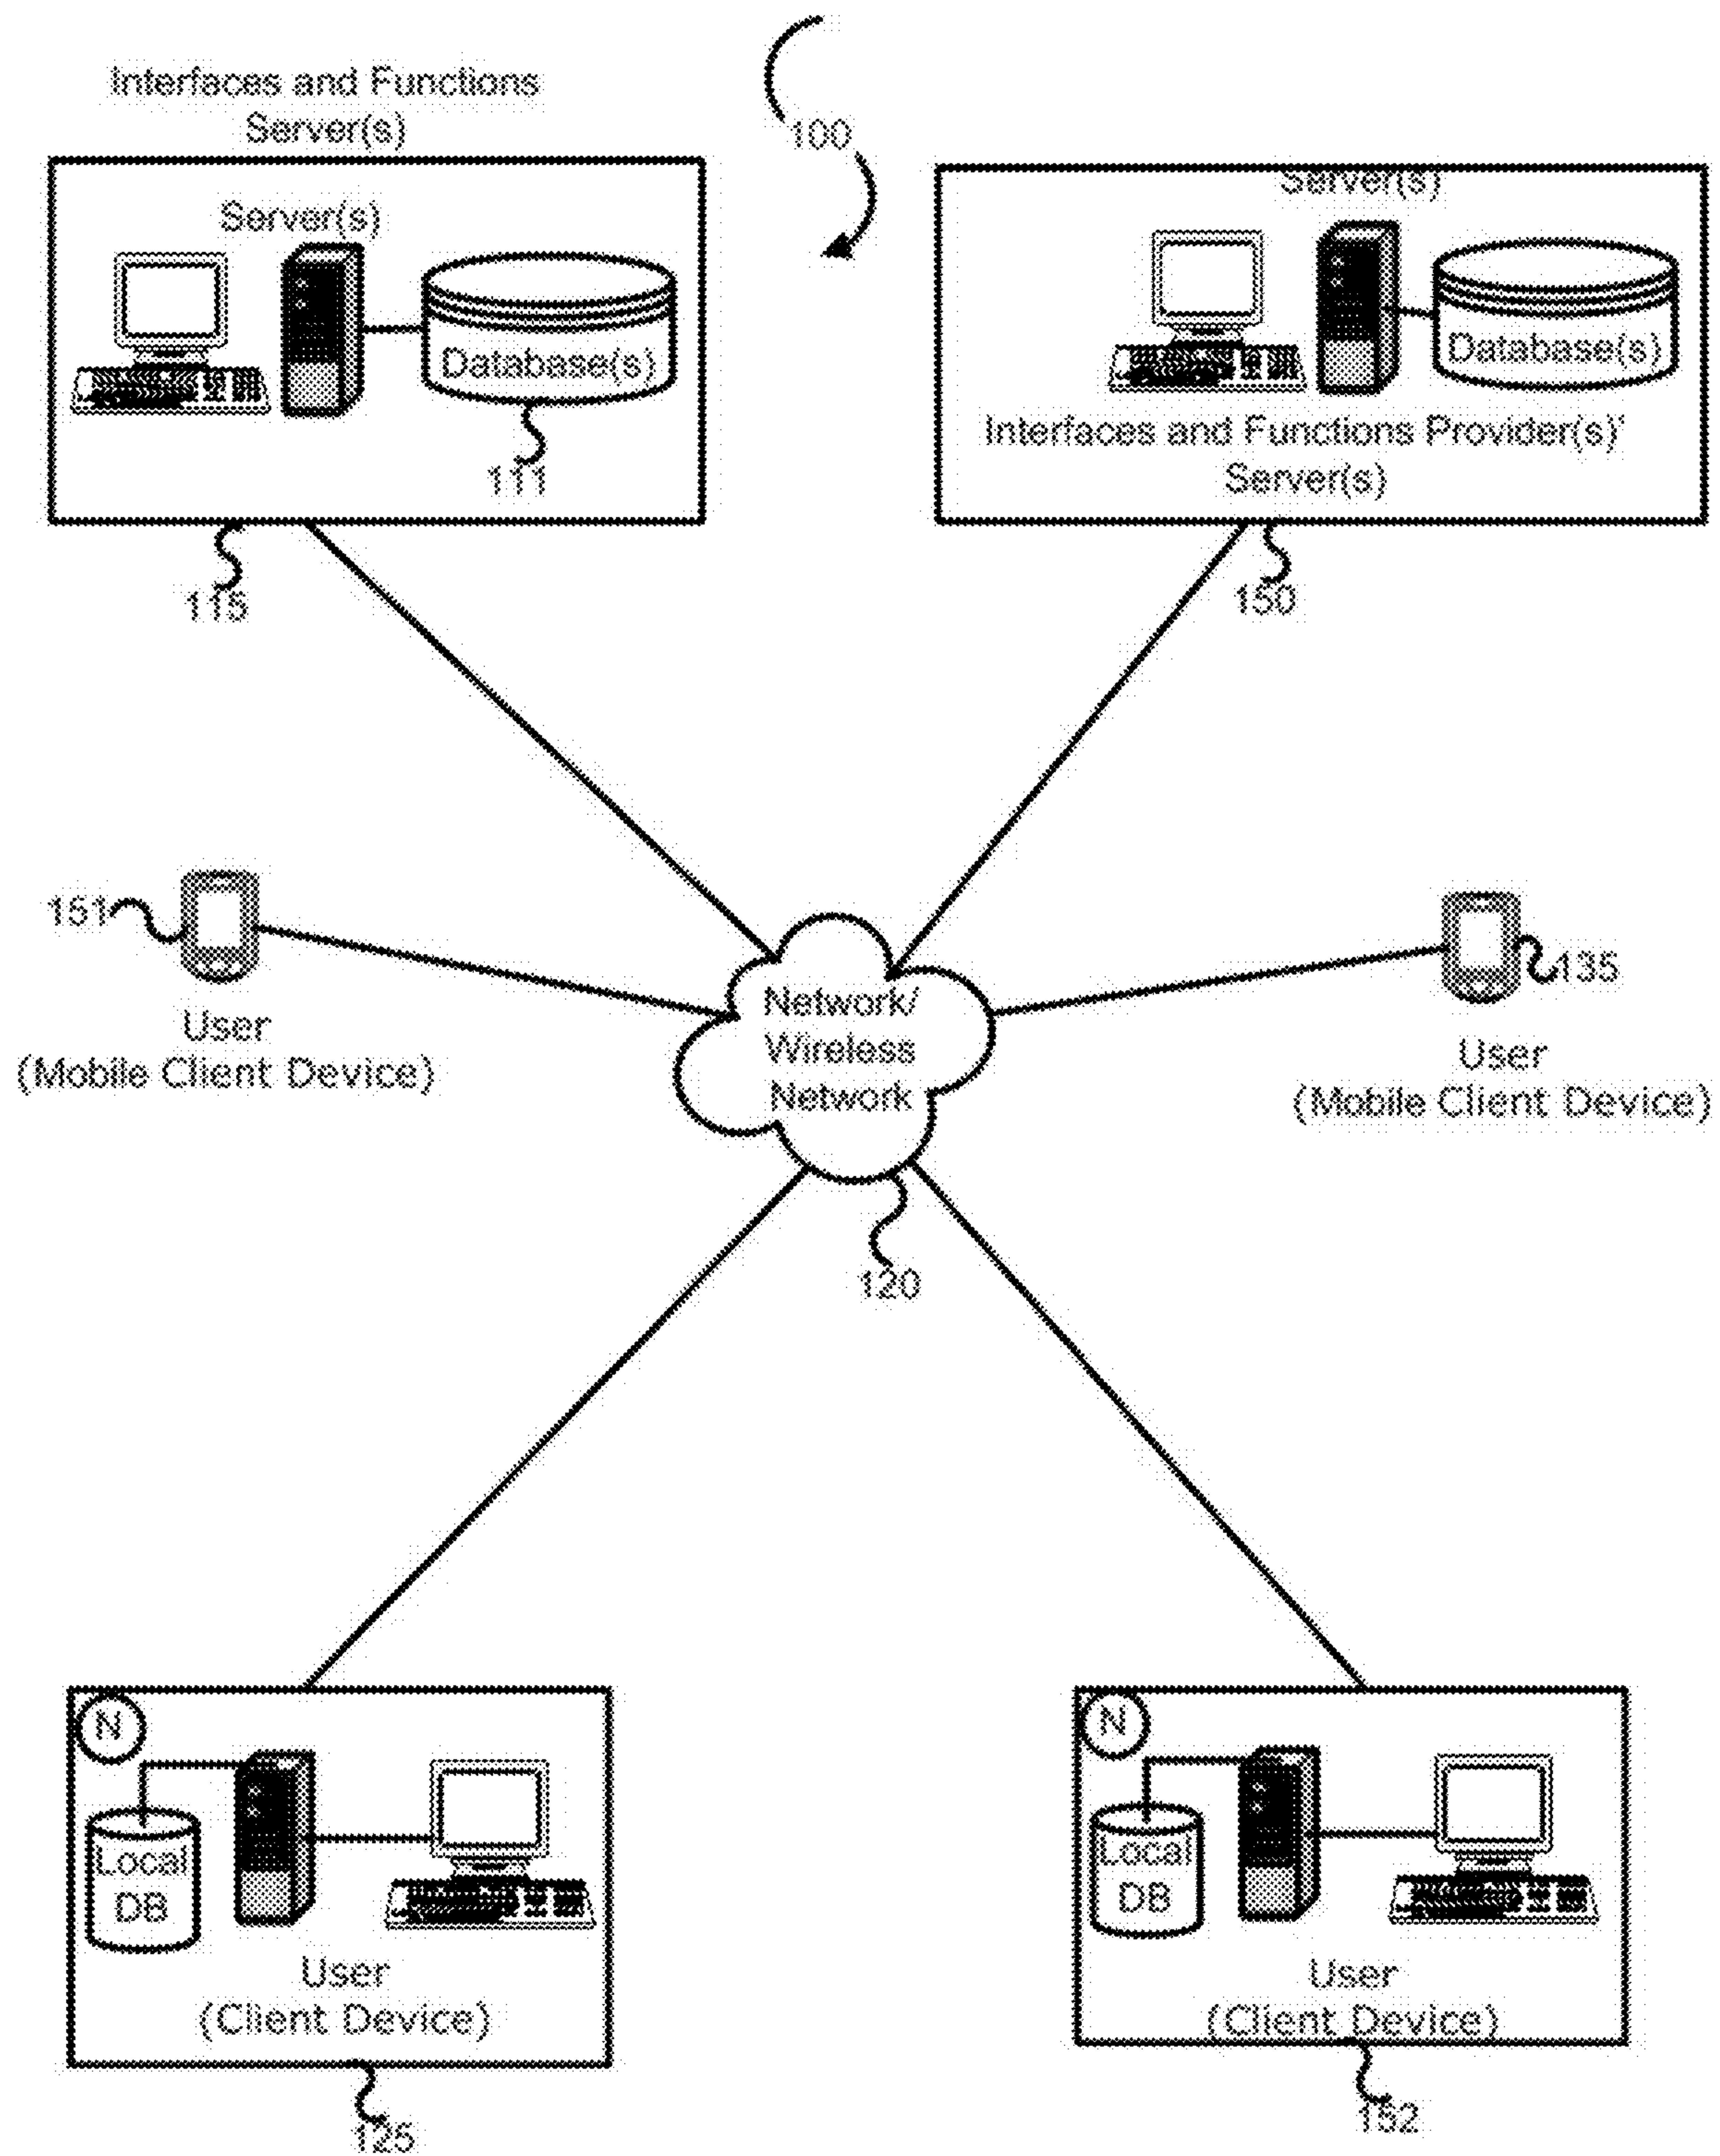 Interfaces and Functions
Server(s)
100
Server(s)
Database(s)
111
115
Server(s)
Database(s)
Interfaces and Functions Provider(s)'
Server(s)
150
151
User
(Mobile Client Device)
Network/
Wireless
Network
120
135
User
(Mobile Client Device)
N
Local
DB
User
(Client Device)
125
N
Local
DB
User
(Client Device)
152